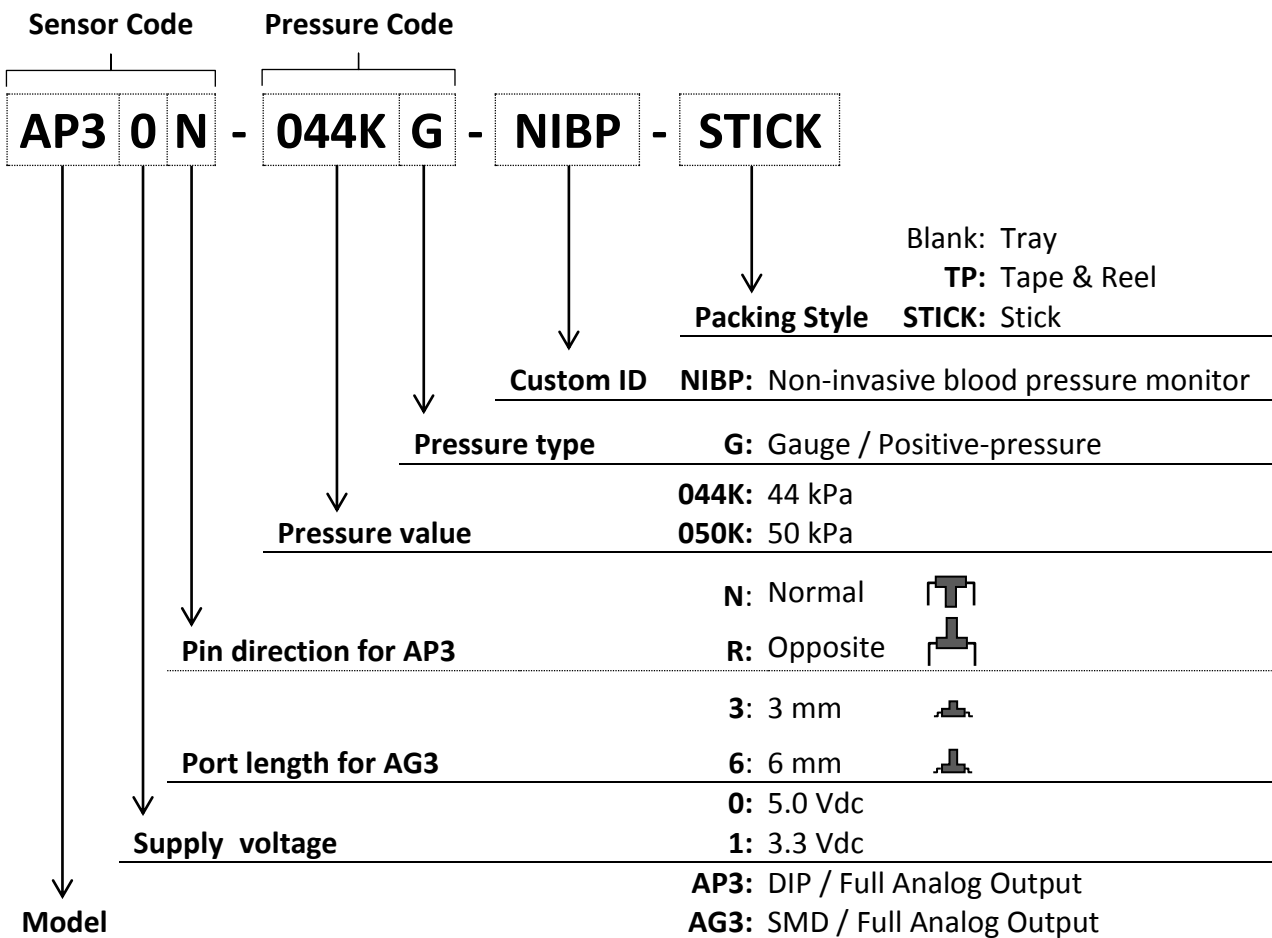 Sensor Code Pressure Code
AP3 0 N - 044K G - NIBP - STICK
Blank: Tray
TP: Tape & Reel
Packing Style STICK: Stick
Custom ID NIBP: Non-invasive blood pressure monitor
Pressure type G: Gauge / Positive-pressure
044K: 44 kPa
Pressure value 050K: 50 kPa
N: Normal
Pin direction for AP3 R: Opposite
3: 3 mm
Port length for AG3 6: 6 mm
0: 5.0 Vdc
Supply voltage 1: 3.3 Vdc
AP3: DIP / Full Analog Output
Model AG3: SMD / Full Analog Output